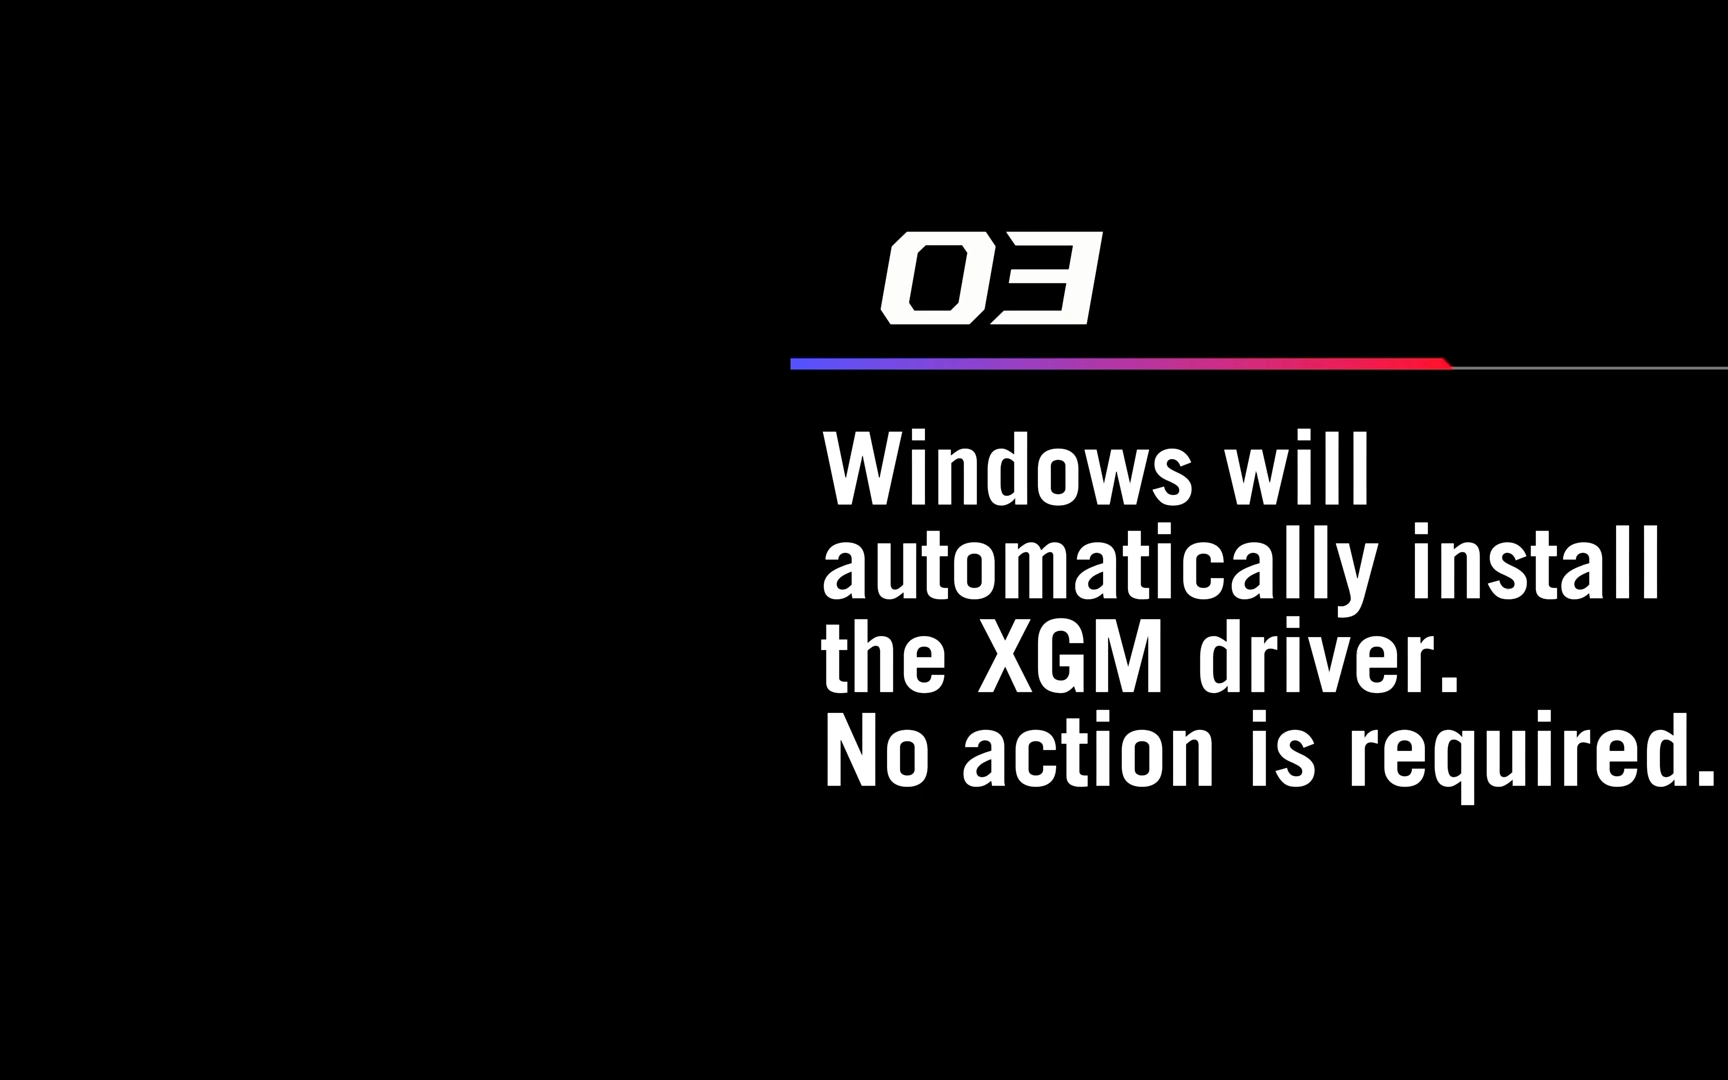 03
Windows will
automatically install
the XGM driver.
No action is required.